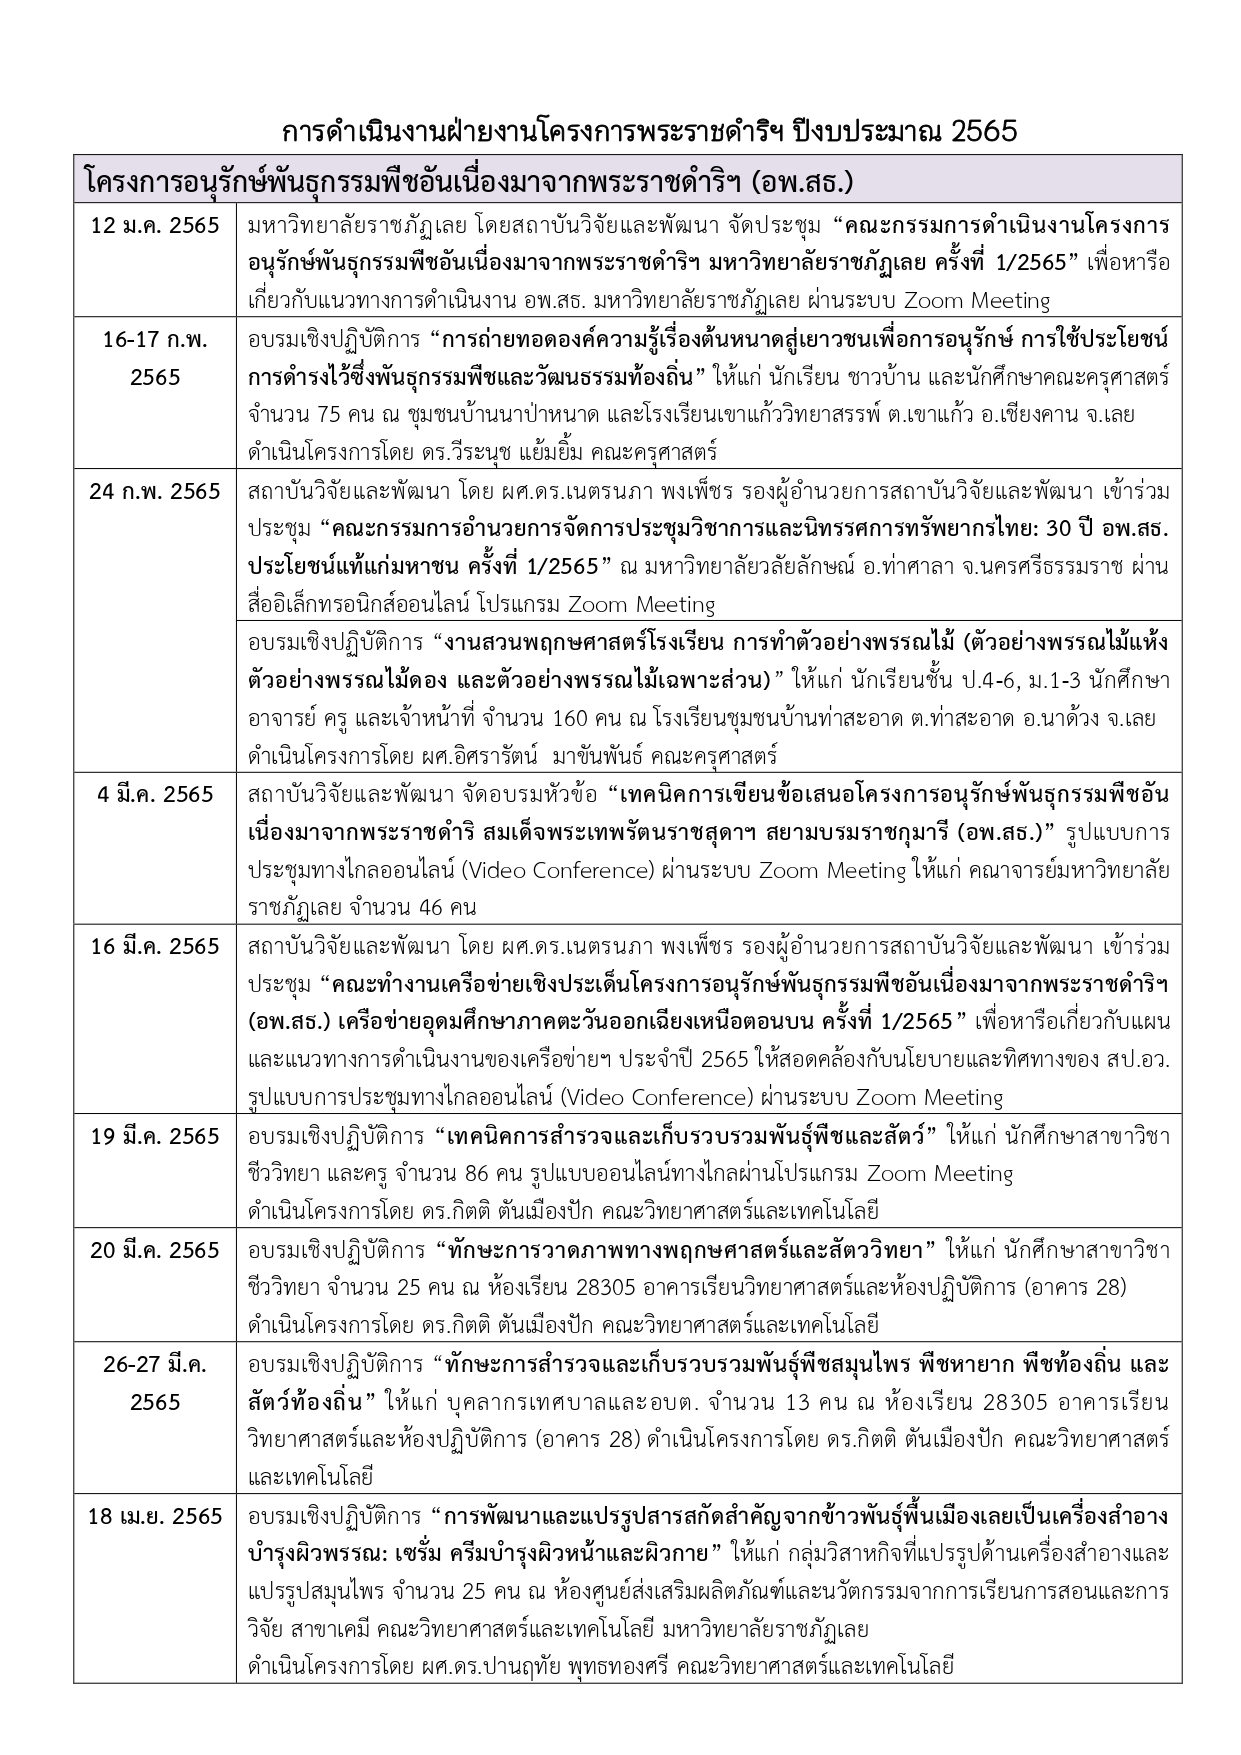 การดำเนินงานฝ่ายงานโครงการพระราชดำริฯ ปีงบประมาณ 2565
โครงการอนุรักษ์พันธุกรรมพืชอันเนื่องมาจากพระราชดำริฯ (อพ.สธ.)
12 ม.ค. 2565
มหาวิทยาลัยราชภัฏเลย โดยสถาบันวิจัยและพัฒนา จัดประชุม “คณะกรรมการดำเนินงานโครงการ
อนุรักษ์พันธุกรรมพืชอันเนื่องมาจากพระราชดำริฯ มหาวิทยาลัยราชภัฏเลย ครั้งที่ 1/2565” เพื่อหารือ
เกี่ยวกับแนวทางการดำเนินงาน อพ.สธ. มหาวิทยาลัยราชภัฏเลย ผ่านระบบ Zoom Meeting
16-17 ก.พ.
2565
อบรมเชิงปฏิบัติการ “การถ่ายทอดองค์ความรู้เรื่องต้นหนาดสู่เยาวชนเพื่อการอนุรักษ์ การใช้ประโยชน์
การดำรงไว้ซึ่งพันธุกรรมพืชและวัฒนธรรมท้องถิ่น” ให้แก่ นักเรียน ชาวบ้าน และนักศึกษาคณะครุศาสตร์
จำนวน 75 คน ณ ชุมชนบ้านนาป่าหนาด และโรงเรียนเขาแก้ววิทยาสรรพ์ ต.เขาแก้ว อ.เชียงคาน จ.เลย
ดำเนินโครงการโดย ดร.วีระนุช แย้มยิ้ม คณะครุศาสตร์
24 ก.พ. 2565
สถาบันวิจัยและพัฒนา โดย ผศ.ดร.เนตรนภา พงเพ็ชร รองผู้อำนวยการสถาบันวิจัยและพัฒนา เข้าร่วม
ประชุม “คณะกรรมการอำนวยการจัดการประชุมวิชาการและนิทรรศการทรัพยากรไทย: 30 ปี อพ.สธ.
ประโยชน์แท้แก่มหาชน ครั้งที่ 1/2565” ณ มหาวิทยาลัยวลัยลักษณ์ อ.ท่าศาลา จ.นครศรีธรรมราช ผ่าน
สื่ออิเล็กทรอนิกส์ออนไลน์ โปรแกรม Zoom Meeting
อบรมเชิงปฏิบัติการ “งานสวนพฤกษศาสตร์โรงเรียน การทำตัวอย่างพรรณไม้ (ตัวอย่างพรรณไม้แห้ง
ตัวอย่างพรรณไม้ดอง และตัวอย่างพรรณไม้เฉพาะส่วน)” ให้แก่ นักเรียนชั้น ป.4-6, ม.1-3 นักศึกษา
อาจารย์ ครู และเจ้าหน้าที่ จำนวน 160 คน ณ โรงเรียนชุมชนบ้านท่าสะอาด ต.ท่าสะอาด อ.นาด้วง จ.เลย
ดำเนินโครงการโดย ผศ.อิศรารัตน์ มาขันพันธ์ คณะครุศาสตร์
4 มี.ค. 2565
สถาบันวิจัยและพัฒนา จัดอบรมหัวข้อ “เทคนิคการเขียนข้อเสนอโครงการอนุรักษ์พันธุกรรมพืชอัน
เนื่องมาจากพระราชดำริ สมเด็จพระเทพรัตนราชสุดาฯ สยามบรมราชกุมารี (อพ.สธ.)” รูปแบบการ
ประชุมทางไกลออนไลน์ (Video Conference) ผ่านระบบ Zoom Meeting ให้แก่ คณาจารย์มหาวิทยาลัย
ราชภัฏเลย จำนวน 46 คน
16 มี.ค. 2565
สถาบันวิจัยและพัฒนา โดย ผศ.ดร.เนตรนภา พงเพ็ชร รองผู้อำนวยการสถาบันวิจัยและพัฒนา เข้าร่วม
ประชุม “คณะทำงานเครือข่ายเชิงประเด็นโครงการอนุรักษ์พันธุกรรมพืชอันเนื่องมาจากพระราชดำริฯ
(อพ.สธ.) เครือข่ายอุดมศึกษาภาคตะวันออกเฉียงเหนือตอนบน ครั้งที่ 1/2565” เพื่อหารือเกี่ยวกับแผน
และแนวทางการดำเนินงานของเครือข่ายฯ ประจำปี 2565 ให้สอดคล้องกับนโยบายและทิศทางของ สป.อว.
รูปแบบการประชุมทางไกลออนไลน์ (Video Conference) ผ่านระบบ Zoom Meeting
19 มี.ค. 2565
อบรมเชิงปฏิบัติการ “เทคนิคการสำรวจและเก็บรวบรวมพันธุ์พืชและสัตว์” ให้แก่ นักศึกษาสาขาวิชา
ชีววิทยา และครู จำนวน 86 คน รูปแบบออนไลน์ทางไกลผ่านโปรแกรม Zoom Meeting
ดำเนินโครงการโดย ดร.กิตติ ตันเมืองปัก คณะวิทยาศาสตร์และเทคโนโลยี
20 มี.ค. 2565
อบรมเชิงปฏิบัติการ “ทักษะการวาดภาพทางพฤกษศาสตร์และสัตววิทยา” ให้แก่ นักศึกษาสาขาวิชา
ชีววิทยา จำนวน 25 คน ณ ห้องเรียน 28305 อาคารเรียนวิทยาศาสตร์และห้องปฏิบัติการ (อาคาร 28)
ดำเนินโครงการโดย ดร.กิตติ ตันเมืองปัก คณะวิทยาศาสตร์และเทคโนโลยี
26-27 มี.ค.
2565
อบรมเชิงปฏิบัติการ “ทักษะการสำรวจและเก็บรวบรวมพันธุ์พืชสมุนไพร พืชหายาก พืชท้องถิ่น และ
สัตว์ท้องถิ่น” ให้แก่ บุคลากรเทศบาลและอบต. จำนวน 13 คน ณ ห้องเรียน 28305 อาคารเรียน
วิทยาศาสตร์และห้องปฏิบัติการ (อาคาร 28) ดำเนินโครงการโดย ดร.กิตติ ตันเมืองปัก คณะวิทยาศาสตร์
และเทคโนโลยี
18 เม.ย. 2565
อบรมเชิงปฏิบัติการ “การพัฒนาและแปรรูปสารสกัดสำคัญจากข้าวพันธุ์พื้นเมืองเลยเป็นเครื่องสำอาง
บำรุงผิวพรรณ: เซรั่ม ครีมบำรุงผิวหน้าและผิวกาย” ให้แก่ กลุ่มวิสาหกิจที่แปรรูปด้านเครื่องสำอางและ
แปรรูปสมุนไพร จำนวน 25 คน ณ ห้องศูนย์ส่งเสริมผลิตภัณฑ์และนวัตกรรมจากการเรียนการสอนและการ
วิจัย สาขาเคมี คณะวิทยาศาสตร์และเทคโนโลยี มหาวิทยาลัยราชภัฏเลย
ดำเนินโครงการโดย ผศ.ดร.ปานฤทัย พุทธทองศรี คณะวิทยาศาสตร์และเทคโนโลยี